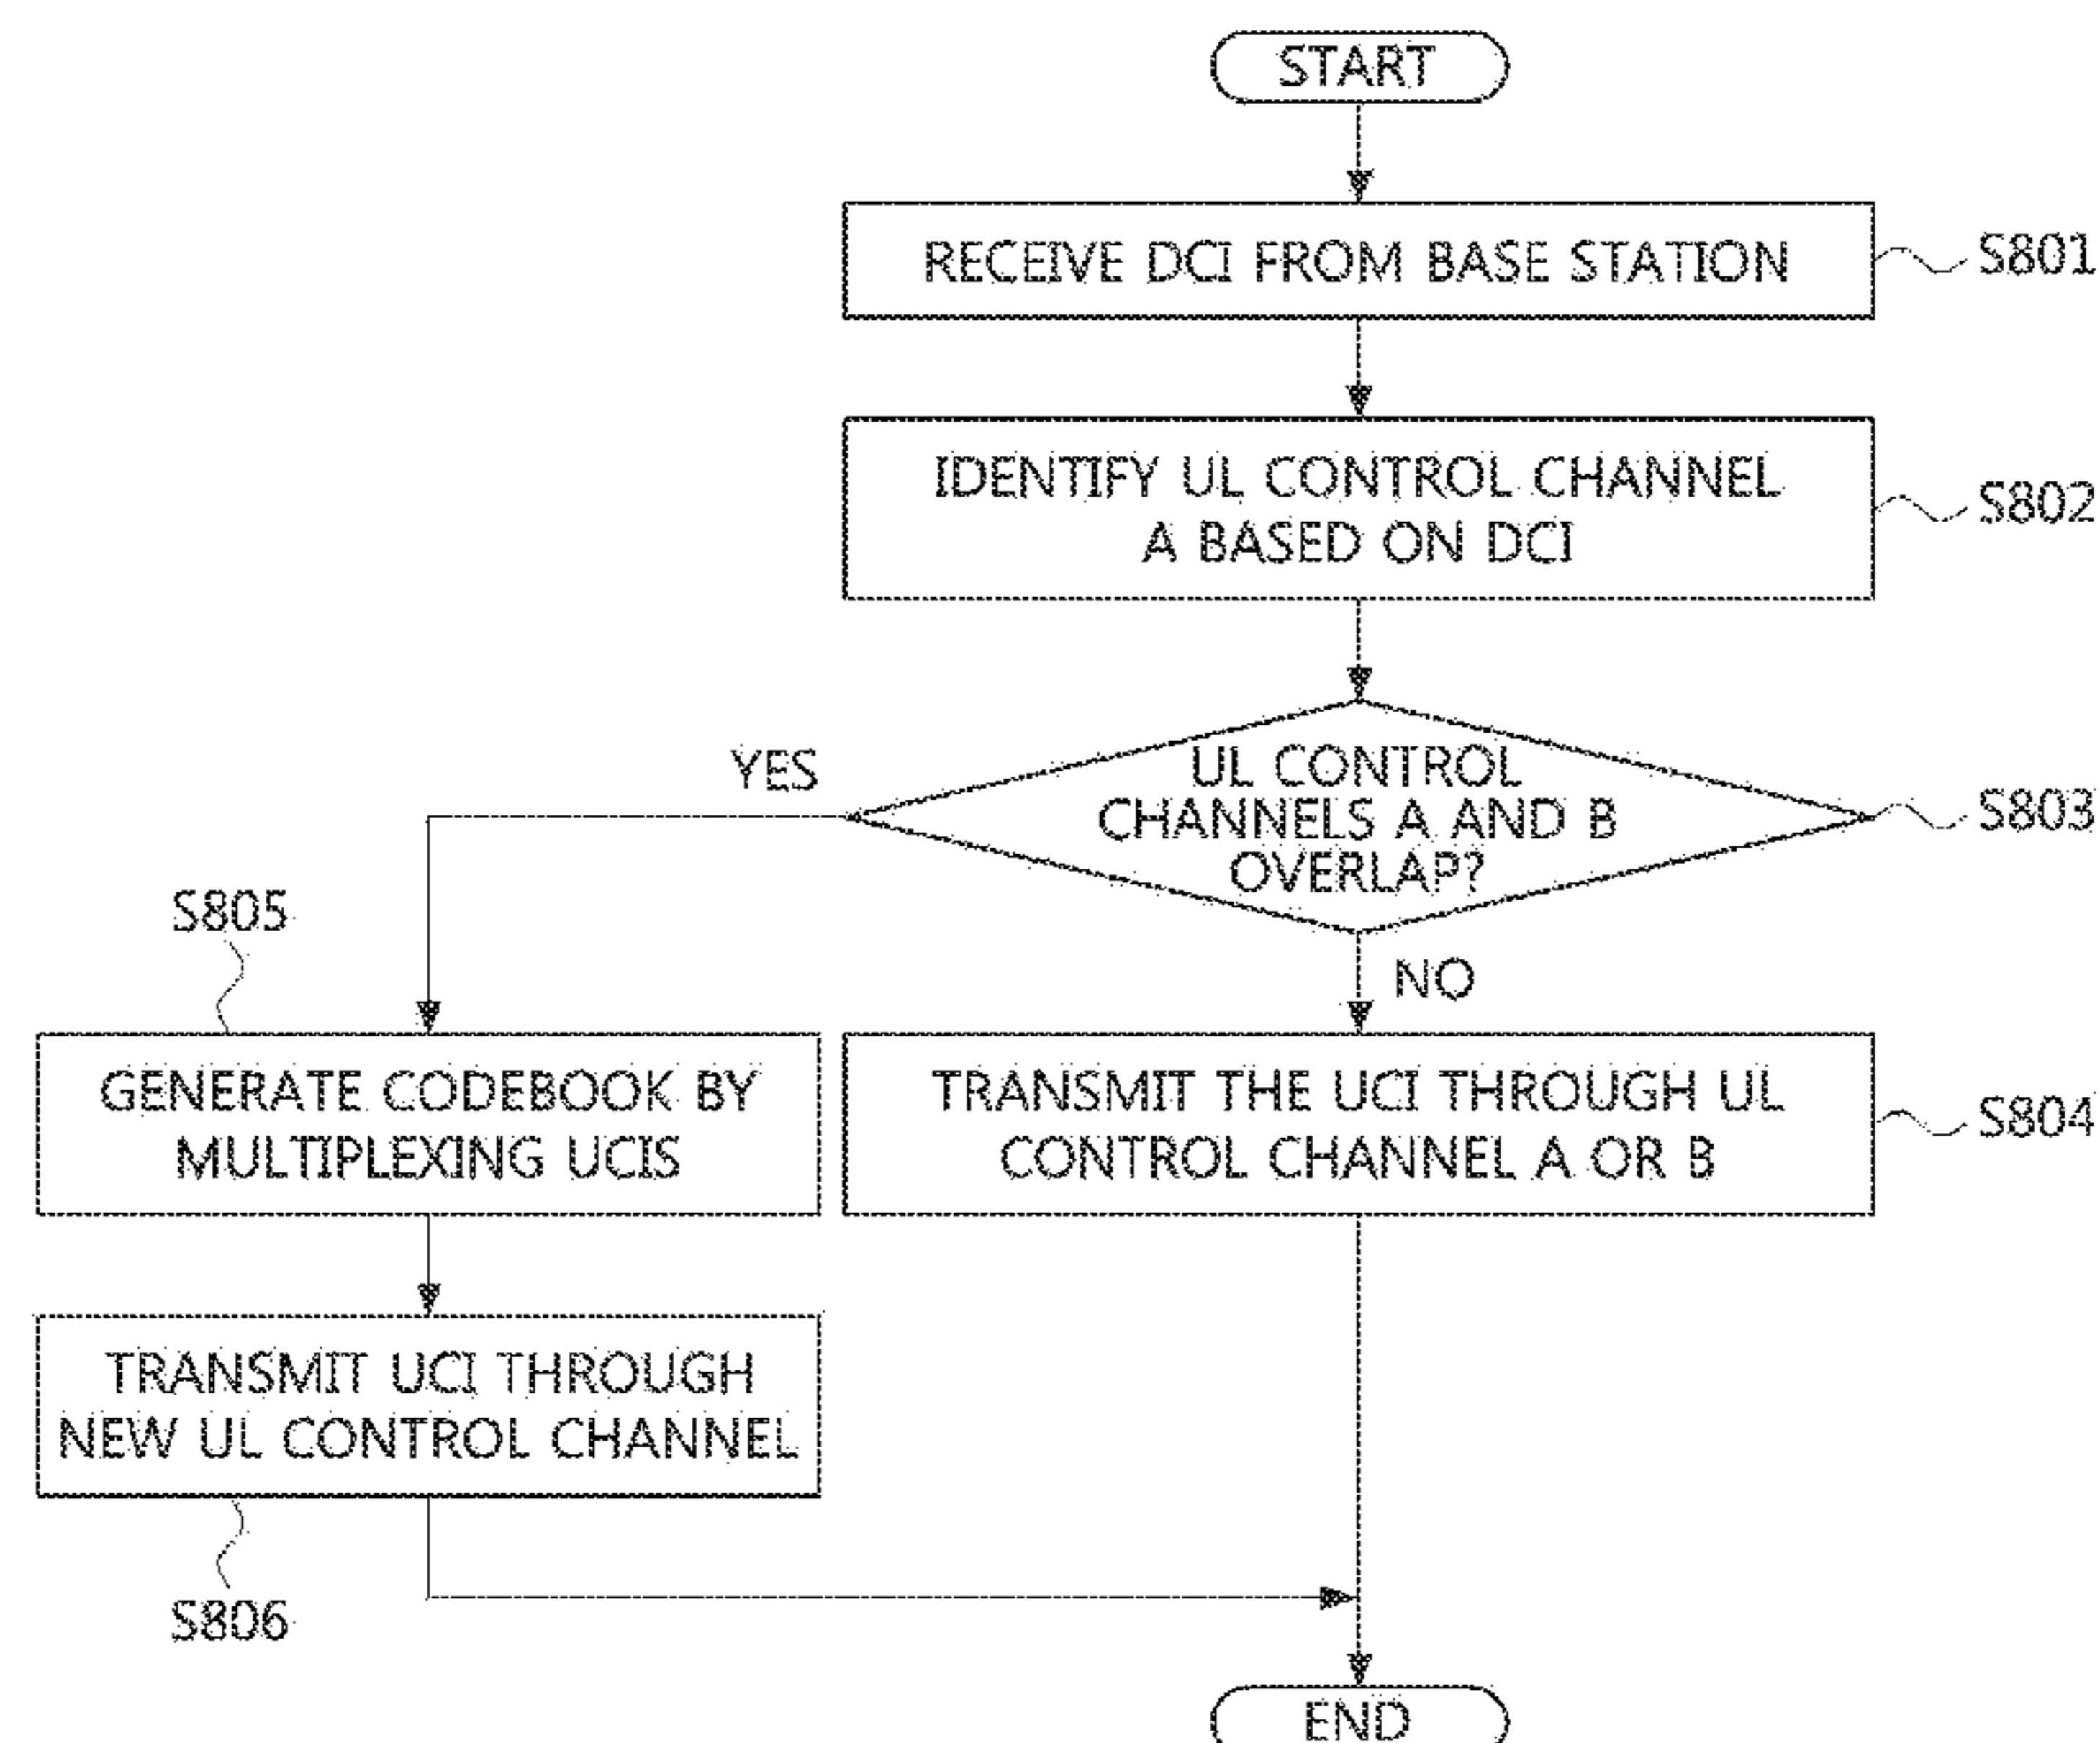 START
RECEIVE DCI FROM BASE STATION
S801
IDENTIFY UL CONTROL CHANNEL
A BASED ON DCI
S802
UL CONTROL
CHANNELS A AND B
OVERLAP?
S803
YES
NO
S805
GENERATE CODEBOOK BY
MULTIPLEXING UCIS
TRANSMIT THE UCI THROUGH UL
CONTROL CHANNEL A OR B
S804
TRANSMIT UCI THROUGH
NEW UL CONTROL CHANNEL
S806
END